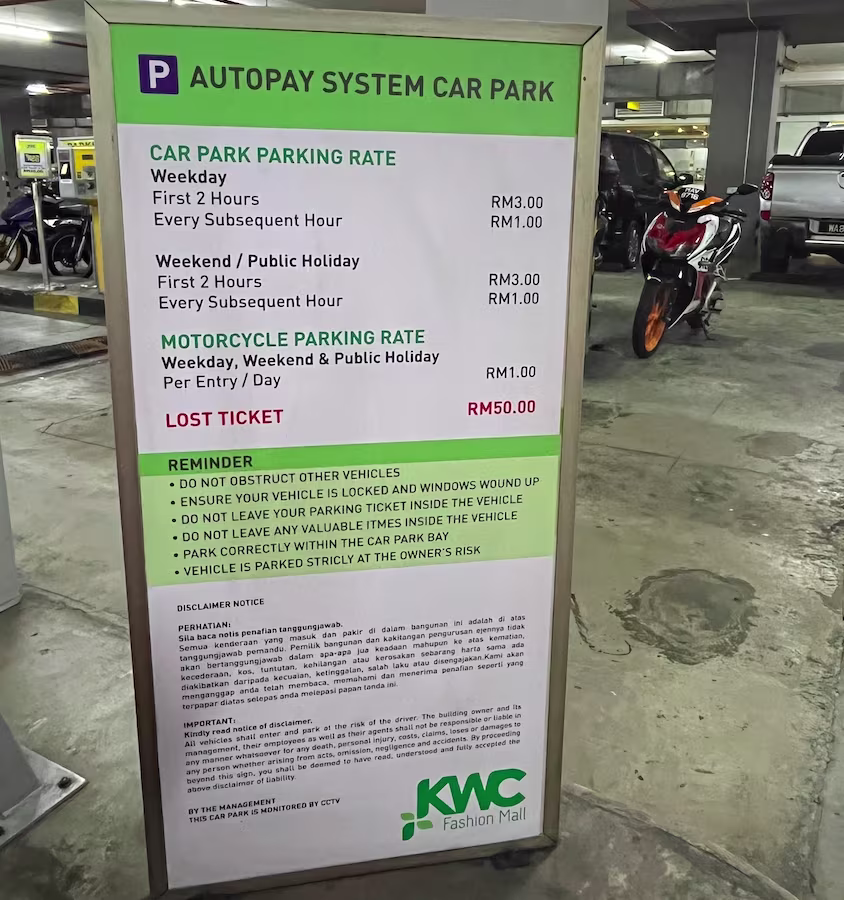 P AUTOPAY SYSTEM CAR PARK
CAR PARK PARKING RATE
Weekday
First 2 Hours RM3.00
Every Subsequent Hour RM1.00
Weekend / Public Holiday
First 2 Hours RM3.00
Every Subsequent Hour RM1.00
MOTORCYCLE PARKING RATE
Weekday, Weekend & Public Holiday
Per Entry / Day RM1.00
LOST TICKET RM50.00
REMINDER
• DO NOT OBSTRUCT OTHER VEHICLES
• ENSURE YOUR VEHICLE IS LOCKED AND WINDOWS WOUND UP
• DO NOT LEAVE YOUR PARKING TICKET INSIDE THE VEHICLE
• DO NOT LEAVE ANY VALUABLE ITMES INSIDE THE VEHICLE
• PARK CORRECTLY WITHIN THE CAR PARK BAY
• VEHICLE IS PARKED STRICLY AT THE OWNER'S RISK
DISCLAIMER NOTICE
PERHATIAN:
Sila baca notis penafian tanggungjawab.
Semua kenderaan yang masuk dan pakir di dalam bangunan ini adalah di atas
tanggungjawab pemandu. Pemilik bangunan dan kakitangan pengurusan ejennya tidak
akan bertanggungjawab dalam apa-apa jua keadaan mahupun ke atas kematian,
kecederaan, kos, tuntutan, kehilangan atau kerosakan sebarang harta sama ada
diakibatkan daripada kecuaian, ketinggalan, salah laku atau disengajakan.Kami akan
menganggap anda telah membaca, memahami dan menerima penafian seperti yang
terpapar diatas selepas anda melepasi papan tanda ini.
IMPORTANT:
Kindly read notice of disclaimer.
All vehicles shall enter and park at the risk of the driver. The building owner and its
management, their employees as well as their agents shall not be responsible or liable in
any manner whatsoever for any death, personal injury, costs, claims, loses or damages to
any person whether arising from acts, omission, negligence and accidents. By proceeding
beyond this sign, you shall be deemed to have read, understood and fully accepted the
above disclaimer of liability.
BY THE MANAGEMENT
THIS CAR PARK IS MONITORED BY CCTV
KWC
Fashion Mall